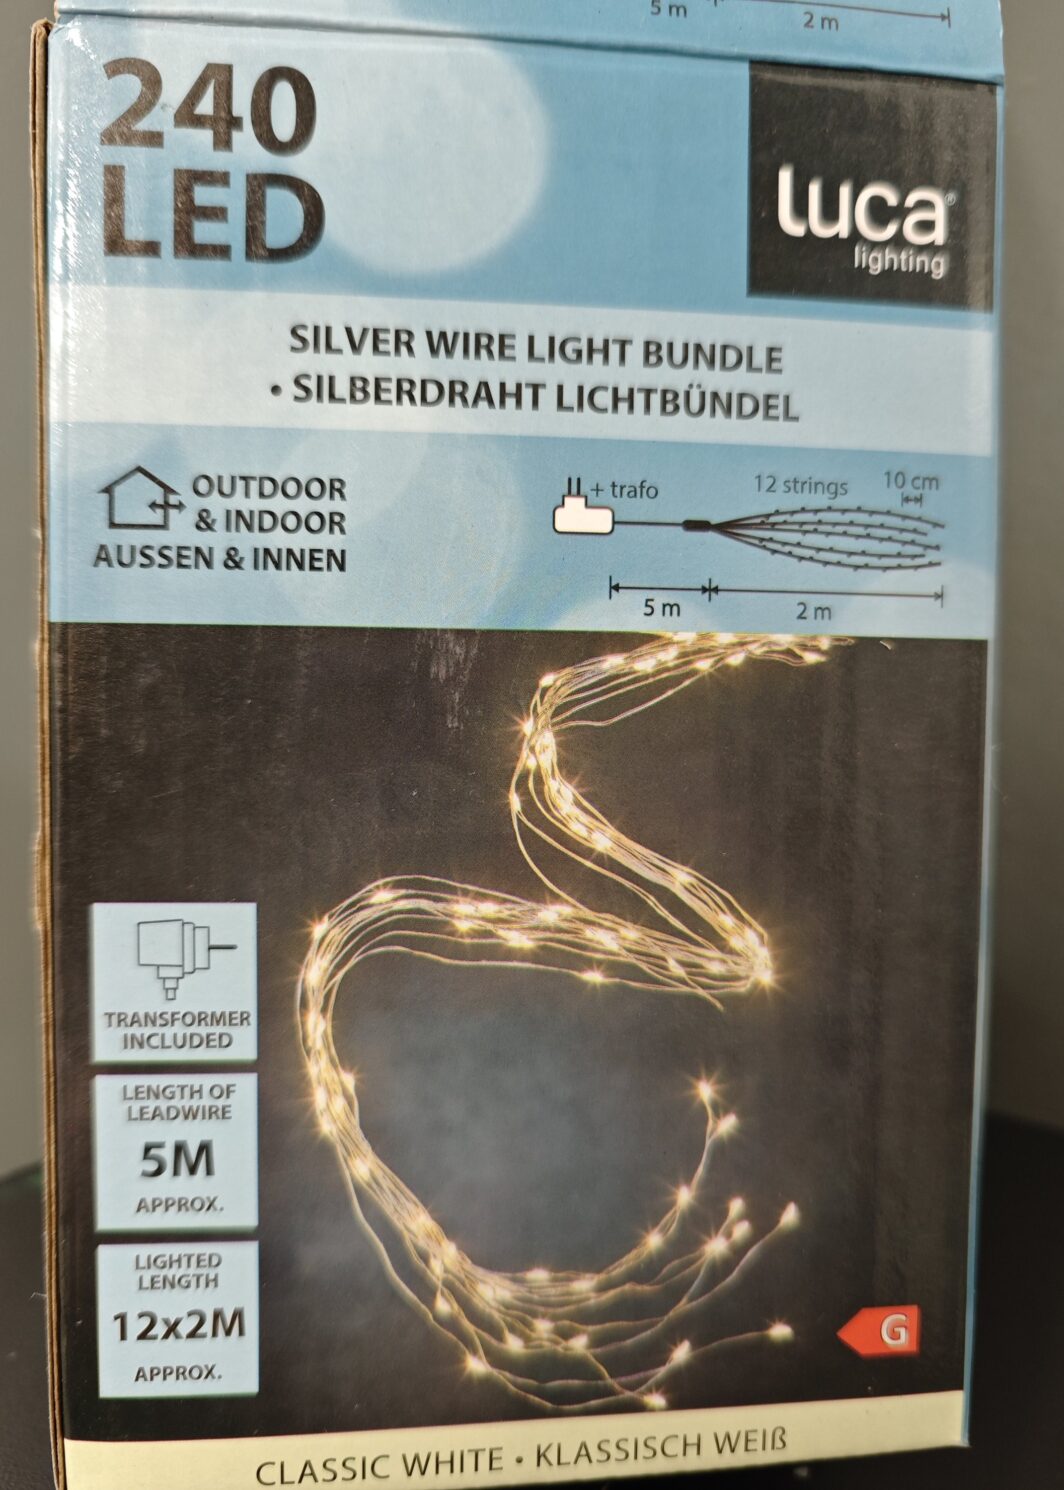 5 m
2 m
240
LED
luca®
lighting
SILVER WIRE LIGHT BUNDLE
• SILBERDRAHT LICHTBÜNDEL
OUTDOOR
& INDOOR
AUSSEN & INNEN
+ trafo
12 strings
10 cm
5 m
2 m
TRANSFORMER
INCLUDED
LENGTH OF
LEADWIRE
5M
APPROX.
LIGHTED
LENGTH
12x2M
APPROX.
G
CLASSIC WHITE • KLASSISCH WEIß